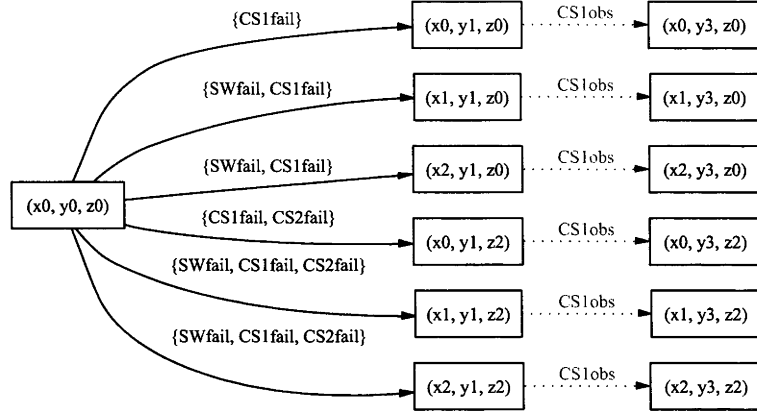 {CS1fail}
(x0, y1, z0)
CS1obs
(x0, y3, z0)
{SWfail, CS1fail}
(x1, y1, z0)
CS1obs
(x1, y3, z0)
{SWfail, CS1fail}
(x2, y1, z0)
CS1obs
(x2, y3, z0)
(x0, y0, z0)
{CS1fail, CS2fail}
(x0, y1, z2)
CS1obs
(x0, y3, z2)
{SWfail, CS1fail, CS2fail}
(x1, y1, z2)
CS1obs
(x1, y3, z2)
{SWfail, CS1fail, CS2fail}
(x2, y1, z2)
CS1obs
(x2, y3, z2)